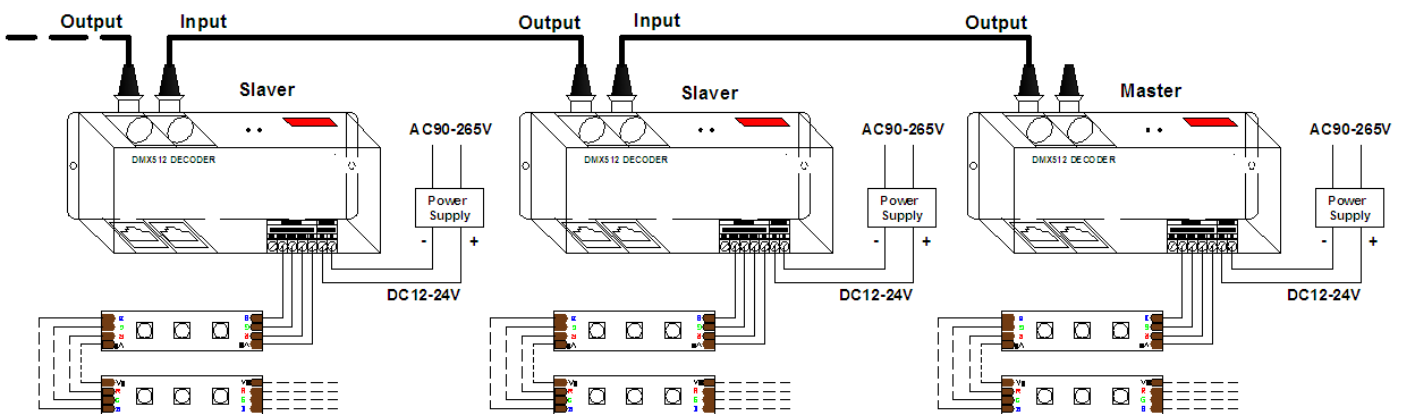 Output Input Output Input Output
Slaver Slaver Master
AC90-265V AC90-265V AC90-265V
DMX512 DECODER DMX512 DECODER DMX512 DECODER
Power Supply Power Supply Power Supply
- + - + - +
DC12-24V DC12-24V DC12-24V